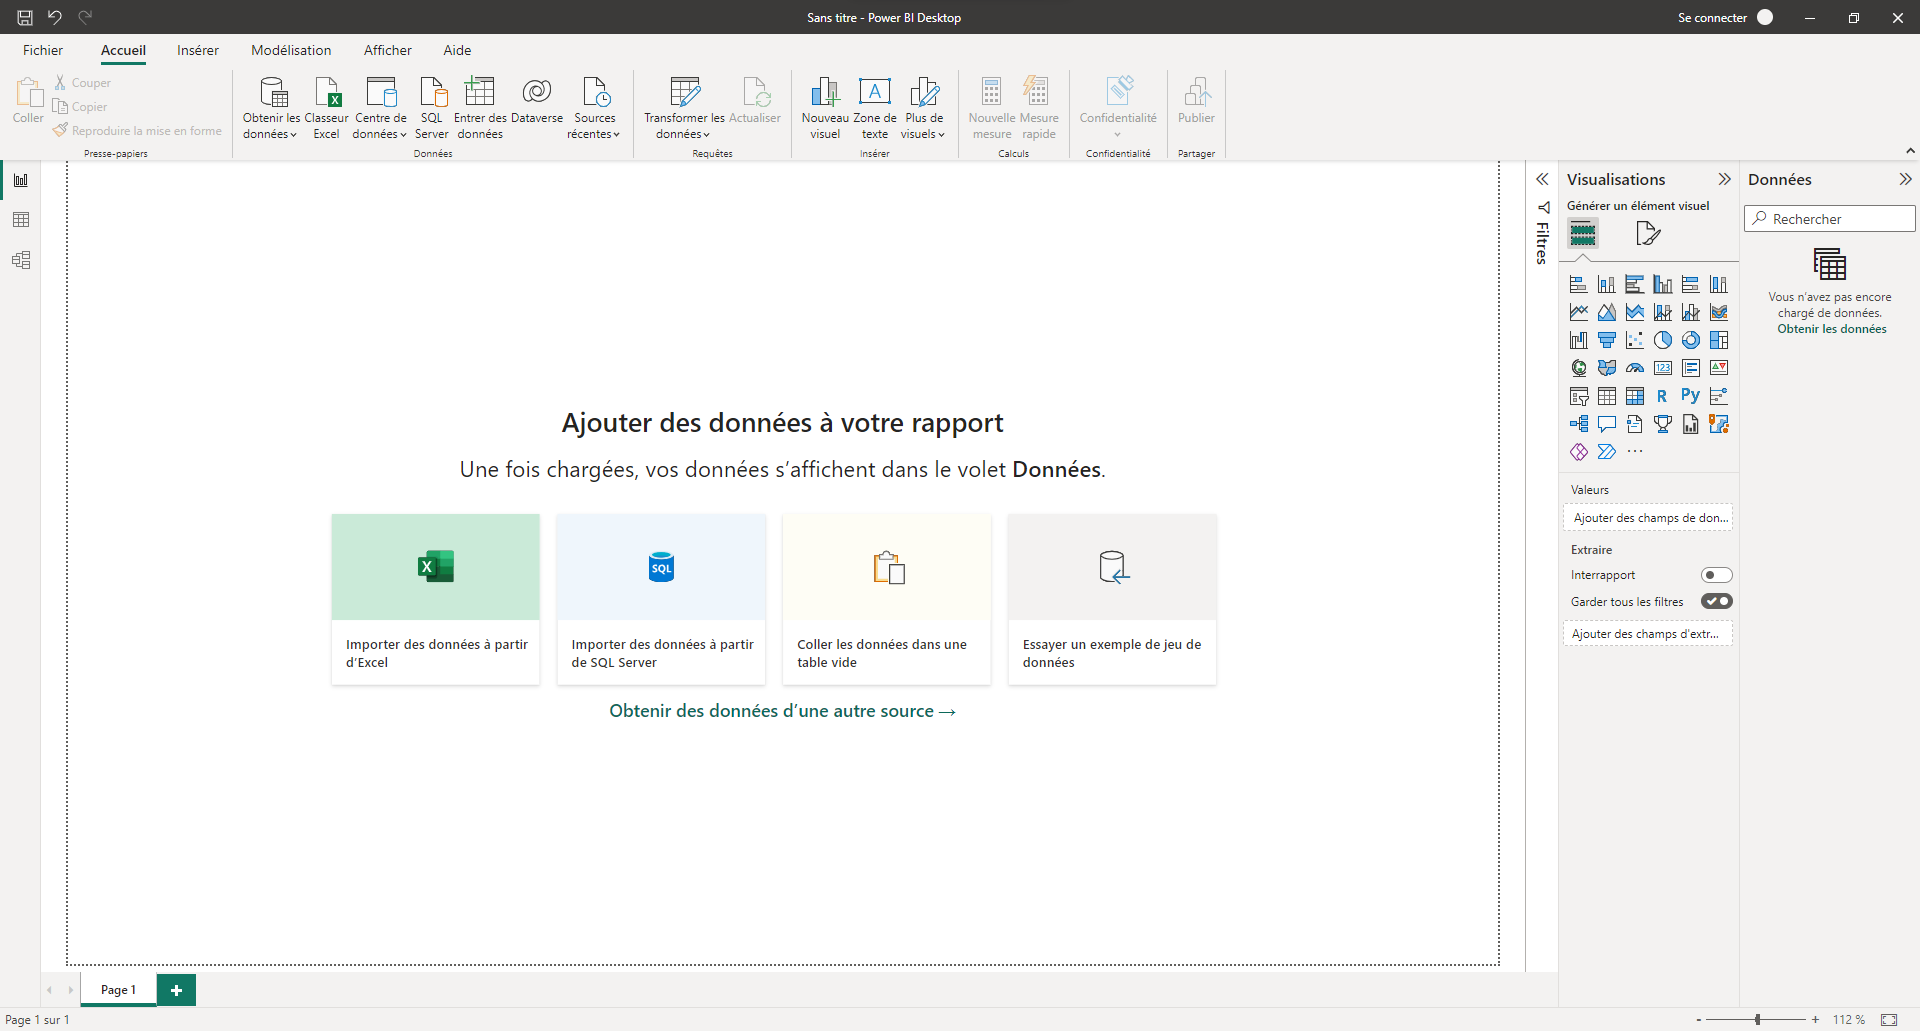 Sans titre - Power BI Desktop
Se connecter
Fichier
Accueil
Insérer
Modélisation
Afficher
Aide
Coller
Couper
Copier
Reproduire la mise en forme
Presse-papiers
Obtenir les
données
Classeur
Excel
Centre de
données
SQL
Server
Entrer des
données
Dataverse
Sources
récentes
Données
Transformer les
données
Actualiser
Requêtes
Nouveau
visuel
A
Zone de
texte
Plus de
visuels
Insérer
Nouvelle
mesure
Mesure
rapide
Calculs
Confidentialité
Confidentialité
Publier
Partager
Ajouter des données à votre rapport
Une fois chargées, vos données s’affichent dans le volet Données.
X
Importer des données à partir
d’Excel
SQL
Importer des données à partir
de SQL Server
Coller les données dans une
table vide
Essayer un exemple de jeu de
données
Obtenir des données d’une autre source →
Filtres
Visualisations
Générer un élément visuel
123
R
Py
...
Valeurs
Ajouter des champs de don...
Extraire
Interrapport
Garder tous les filtres
Ajouter des champs d'extr...
Données
Rechercher
Vous n’avez pas encore
chargé de données.
Obtenir les données
Page 1
+
Page 1 sur 1
- + 112 %